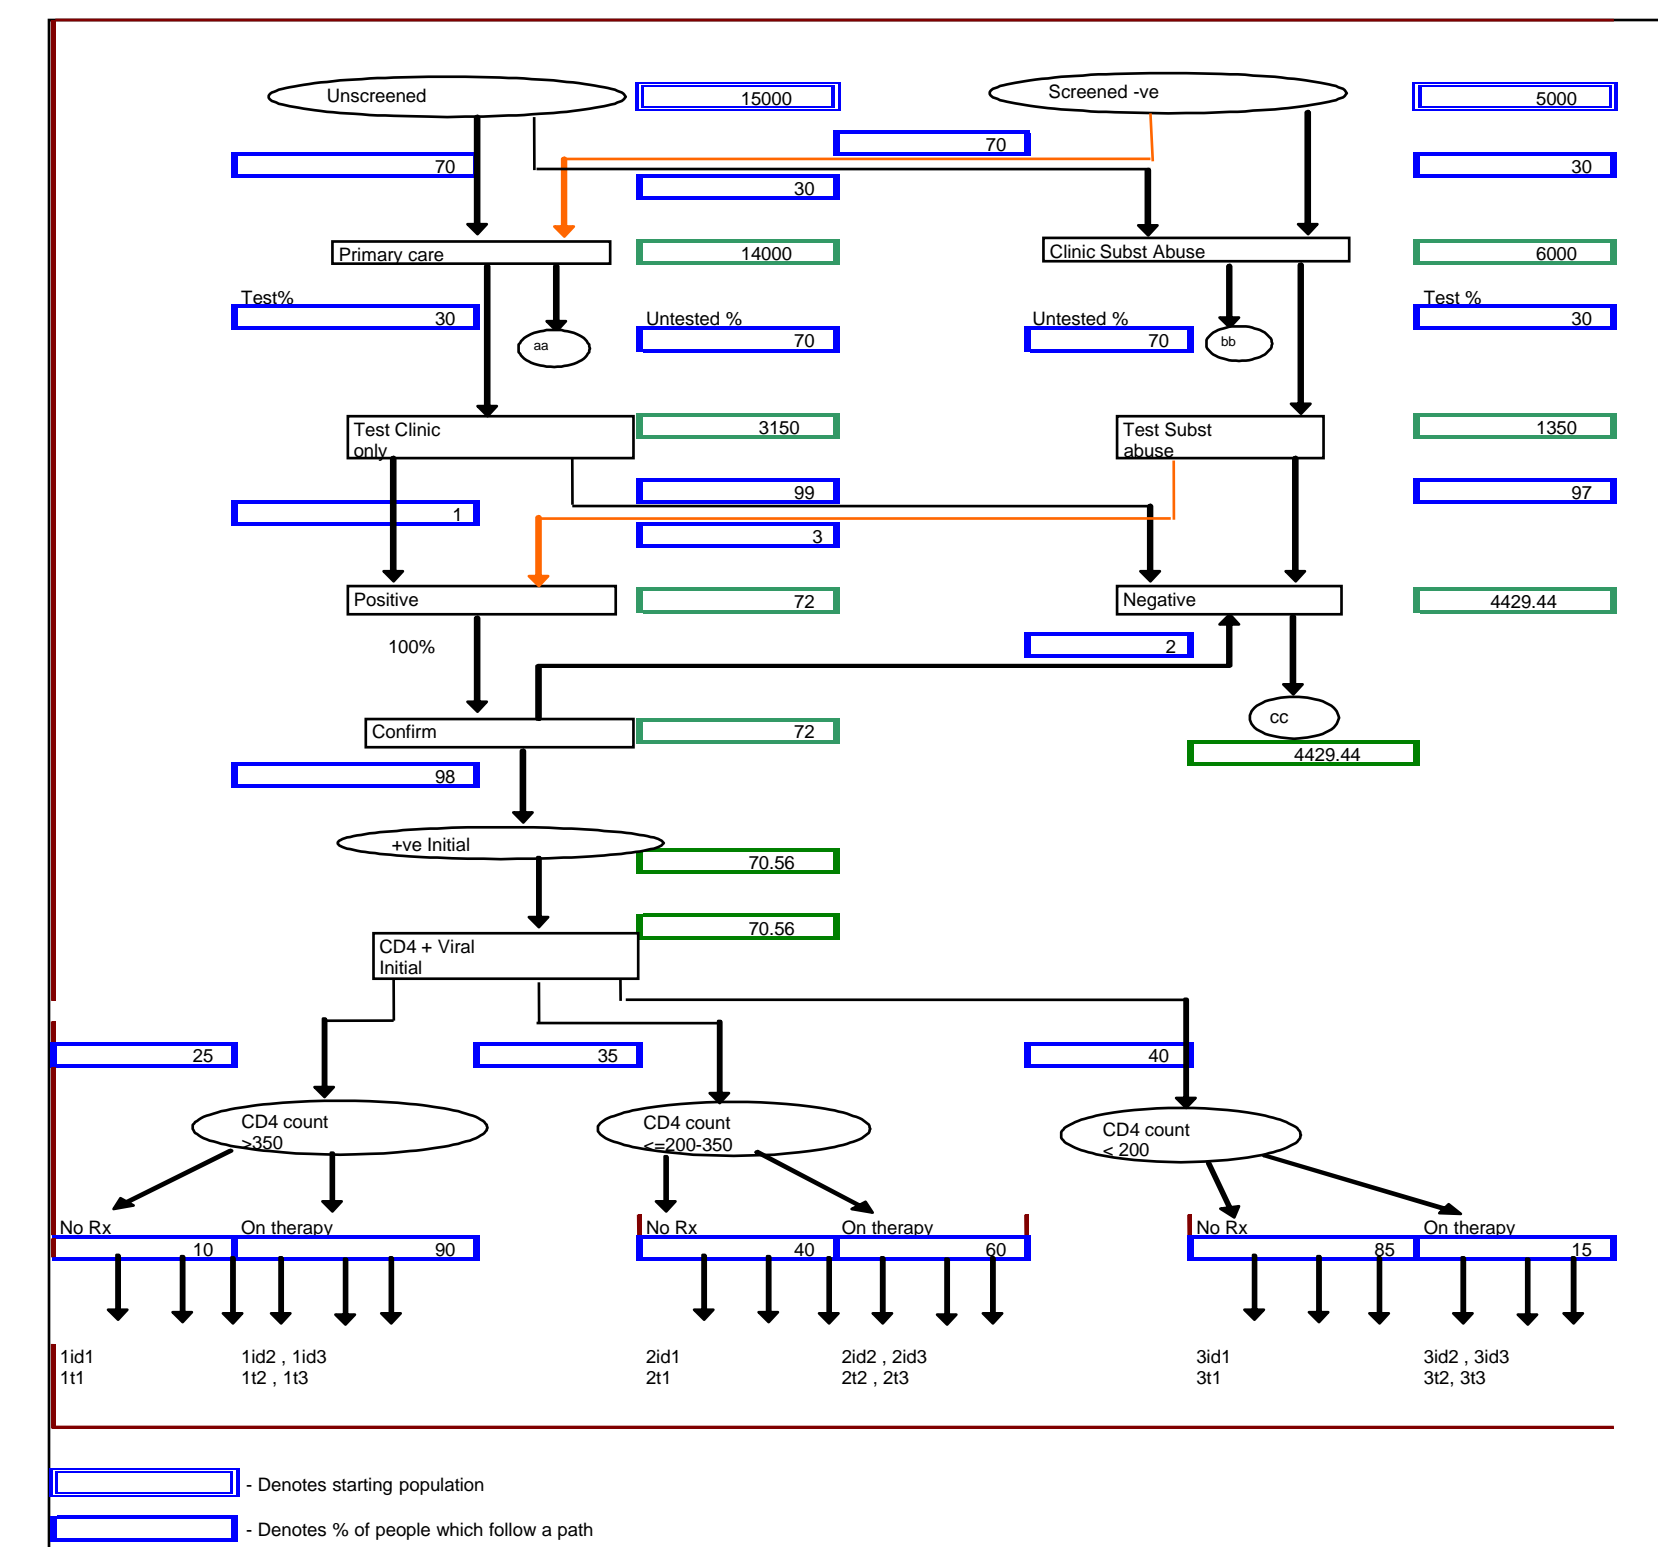 Unscreened
15000
Screened -ve
5000
70
70
30
30
Primary care
14000
Clinic Subst Abuse
6000
Test%
30
aa
Untested %
70
Untested %
70
bb
Test %
30
Test Clinic
only
3150
Test Subst
abuse
1350
99
97
1
3
Positive
72
Negative
4429.44
100%
2
Confirm
72
cc
4429.44
98
+ve Initial
70.56
70.56
CD4 + Viral
Initial
25
35
40
CD4 count
>350
CD4 count
<=200-350
CD4 count
< 200
No Rx
On therapy
No Rx
On therapy
No Rx
On therapy
10
90
40
60
85
15
1id1
1t1
1id2 , 1id3
1t2 , 1t3
2id1
2t1
2id2 , 2id3
2t2 , 2t3
3id1
3t1
3id2 , 3id3
3t2, 3t3
- Denotes starting population
- Denotes % of people which follow a path